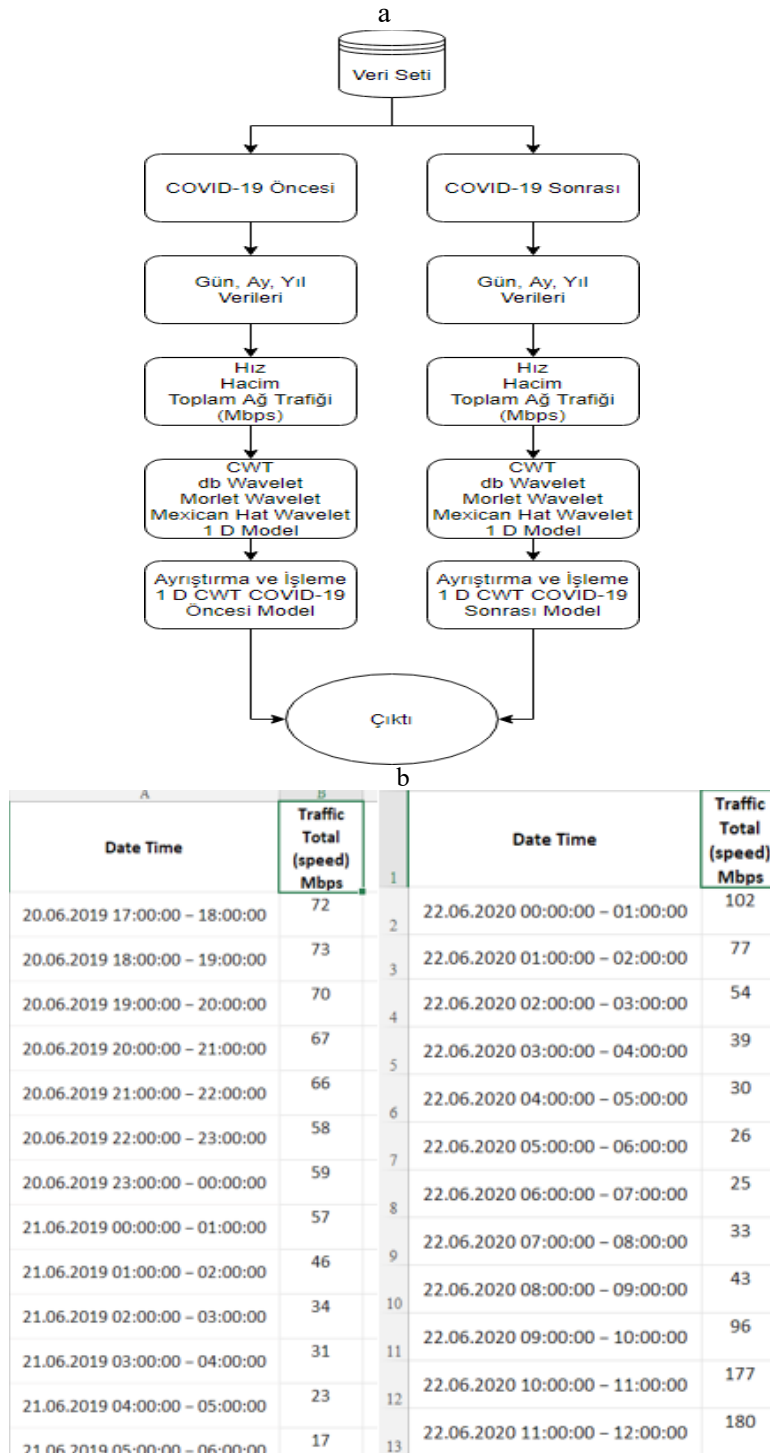 a
Veri Seti
COVID-19 Öncesi
COVID-19 Sonrası
Gün, Ay, Yıl
Verileri
Gün, Ay, Yıl
Verileri
Hız
Hacim
Toplam Ağ Trafiği
(Mbps)
Hız
Hacim
Toplam Ağ Trafiği
(Mbps)
CWT
db Wavelet
Morlet Wavelet
Mexican Hat Wavelet
1 D Model
CWT
db Wavelet
Morlet Wavelet
Mexican Hat Wavelet
1 D Model
Ayrıştırma ve İşleme
1 D CWT COVID-19
Öncesi Model
Ayrıştırma ve İşleme
1 D CWT COVID-19
Sonrası Model
Çıktı
b
A B
Date Time
Traffic
Total
(speed)
Mbps
20.06.2019 17:00:00 – 18:00:00 72
20.06.2019 18:00:00 – 19:00:00 73
20.06.2019 19:00:00 – 20:00:00 70
20.06.2019 20:00:00 – 21:00:00 67
20.06.2019 21:00:00 – 22:00:00 66
20.06.2019 22:00:00 – 23:00:00 58
20.06.2019 23:00:00 – 00:00:00 59
21.06.2019 00:00:00 – 01:00:00 57
21.06.2019 01:00:00 – 02:00:00 46
21.06.2019 02:00:00 – 03:00:00 34
21.06.2019 03:00:00 – 04:00:00 31
21.06.2019 04:00:00 – 05:00:00 23
21.06.2019 05:00:00 – 06:00:00 17
1 Date Time
Traffic
Total
(speed)
Mbps
2 22.06.2020 00:00:00 – 01:00:00 102
3 22.06.2020 01:00:00 – 02:00:00 77
4 22.06.2020 02:00:00 – 03:00:00 54
5 22.06.2020 03:00:00 – 04:00:00 39
6 22.06.2020 04:00:00 – 05:00:00 30
7 22.06.2020 05:00:00 – 06:00:00 26
8 22.06.2020 06:00:00 – 07:00:00 25
9 22.06.2020 07:00:00 – 08:00:00 33
10 22.06.2020 08:00:00 – 09:00:00 43
11 22.06.2020 09:00:00 – 10:00:00 96
12 22.06.2020 10:00:00 – 11:00:00 177
13 22.06.2020 11:00:00 – 12:00:00 180